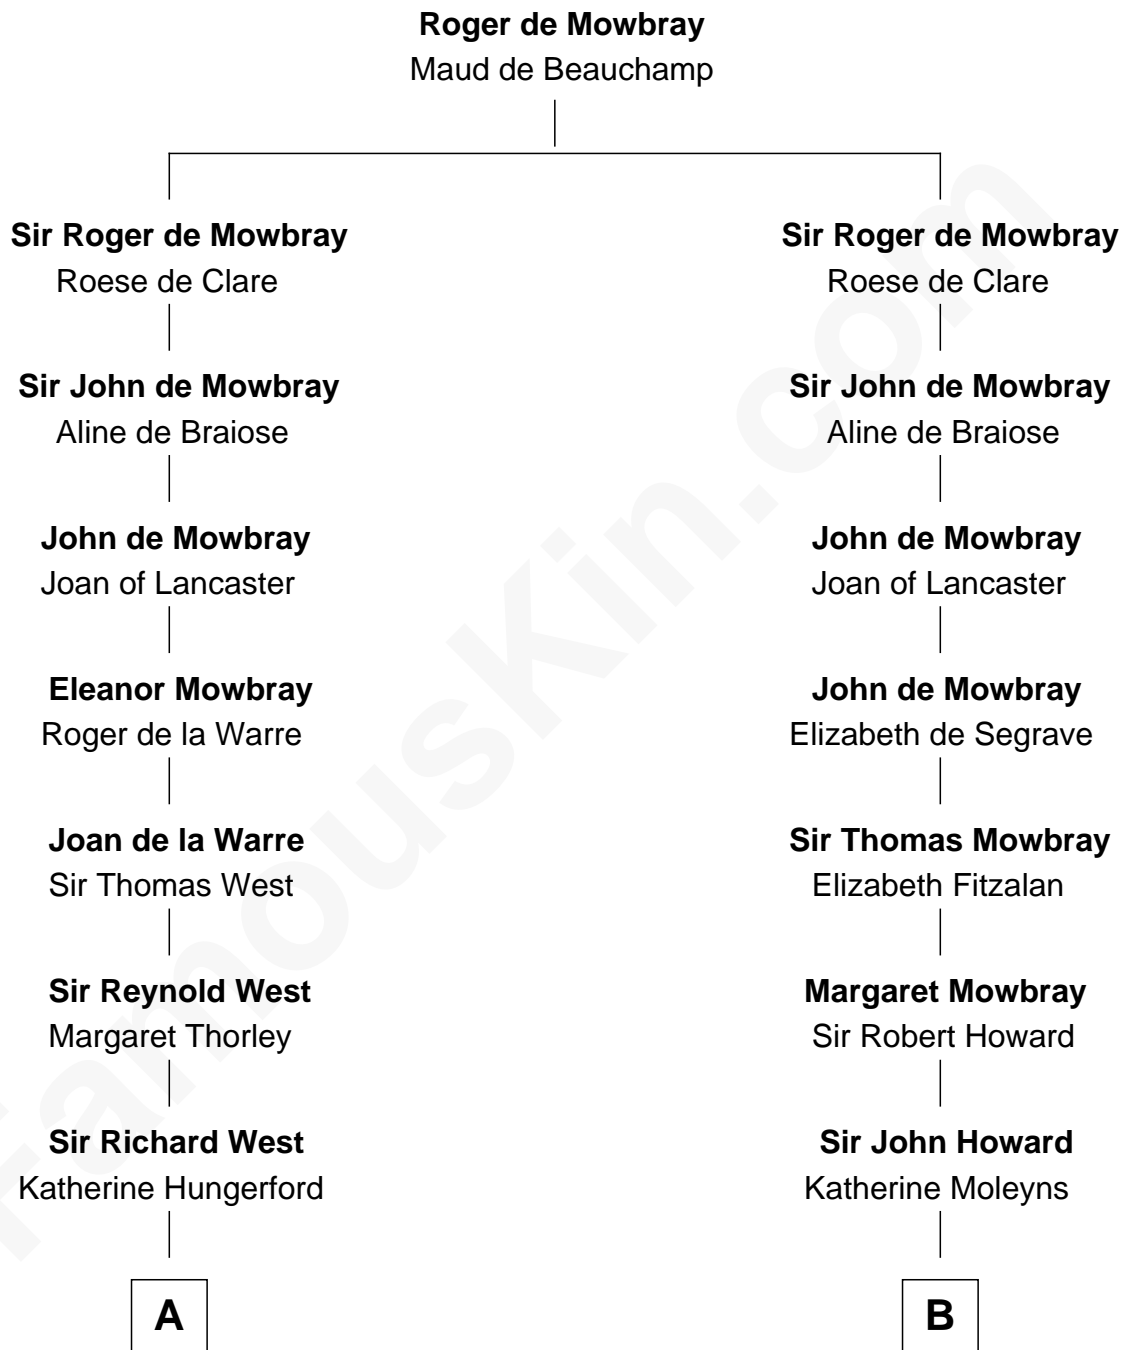 Roger de Mowbray
Maud de Beauchamp
Sir Roger de Mowbray
Roese de Clare
Sir John de Mowbray
Aline de Braiose
John de Mowbray
Joan of Lancaster
Eleanor Mowbray
Roger de la Warre
Joan de la Warre
Sir Thomas West
Sir Reynold West
Margaret Thorley
Sir Richard West
Katherine Hungerford
A
Sir Roger de Mowbray
Roese de Clare
Sir John de Mowbray
Aline de Braiose
John de Mowbray
Joan of Lancaster
John de Mowbray
Elizabeth de Segrave
Sir Thomas Mowbray
Elizabeth Fitzalan
Margaret Mowbray
Sir Robert Howard
Sir John Howard
Katherine Moleyns
B
FamousKin.com